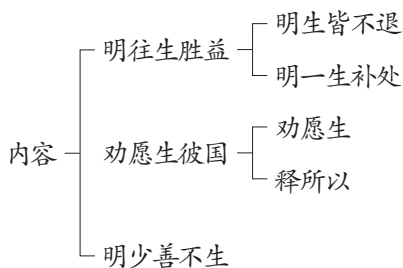 内容
明往生胜益
明生皆不退
明一生补处
劝愿生彼国
劝愿生
释所以
明少善不生